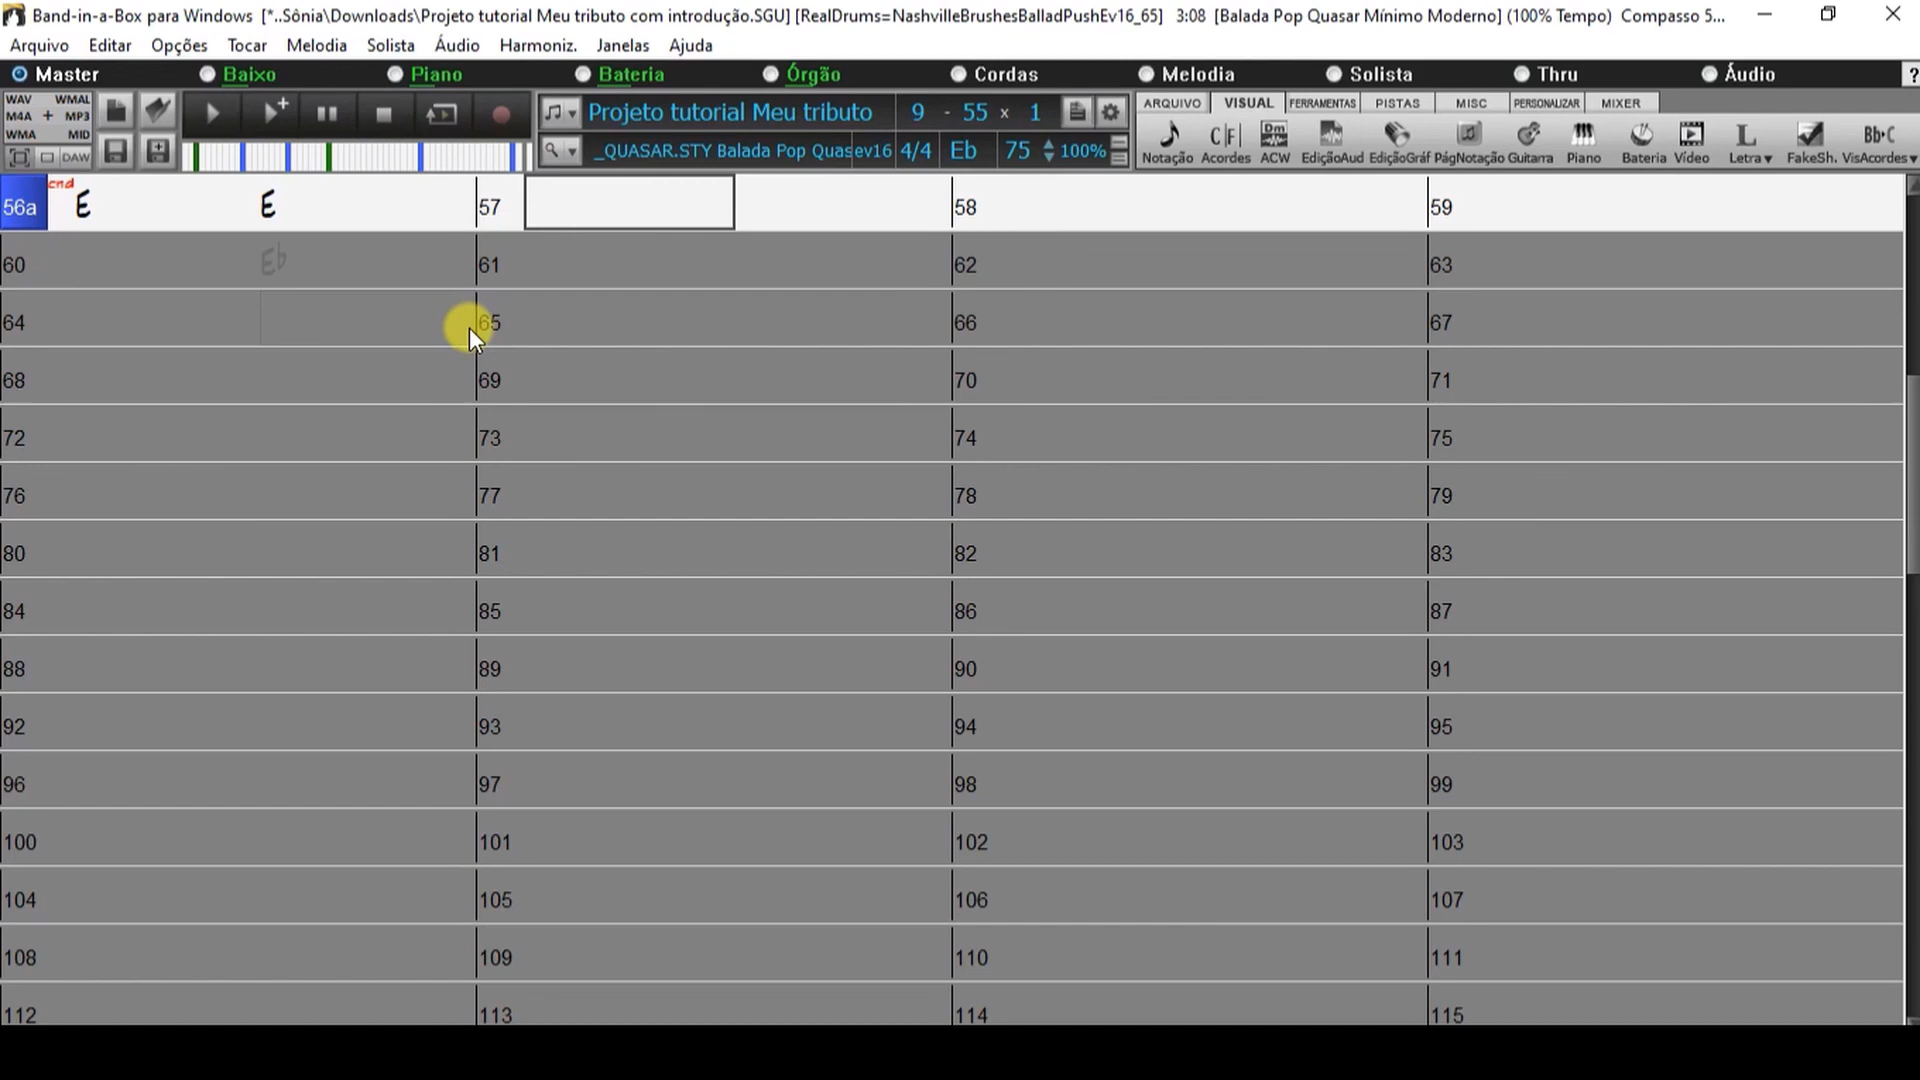 Band-in-a-Box para Windows [*..Sônia\Downloads\Projeto tutorial Meu tributo com introdução.SGU] [RealDrums=NashvilleBrushesBalladPushEv16_65] 3:08 [Balada Pop Quasar Mínimo Moderno] (100% Tempo) Compasso 5...
Arquivo Editar Opções Tocar Melodia Solista Áudio Harmoniz. Janelas Ajuda
Master Baixo Piano Bateria Órgão Cordas Melodia Solista Thru Áudio ?
WAV WMAL
M4A + MP3
WMA MID
DAW
Projeto tutorial Meu tributo 9 - 55 x 1
_QUASAR.STY Balada Pop Quasev16 4/4 Eb 75 100%
ARQUIVO VISUAL FERRAMENTAS PISTAS MISC PERSONALIZAR MIXER
C F Dm L Bb•C
Notação Acordes ACW EdiçãoAud EdiçãoGráf PágNotação Guitarra Piano Bateria Vídeo Letra▾ FakeSh. VisAcordes▾
end
56a E E 57 58 59
60 Eb 61 62 63
64 65 66 67
68 69 70 71
72 73 74 75
76 77 78 79
80 81 82 83
84 85 86 87
88 89 90 91
92 93 94 95
96 97 98 99
100 101 102 103
104 105 106 107
108 109 110 111
112 113 114 115